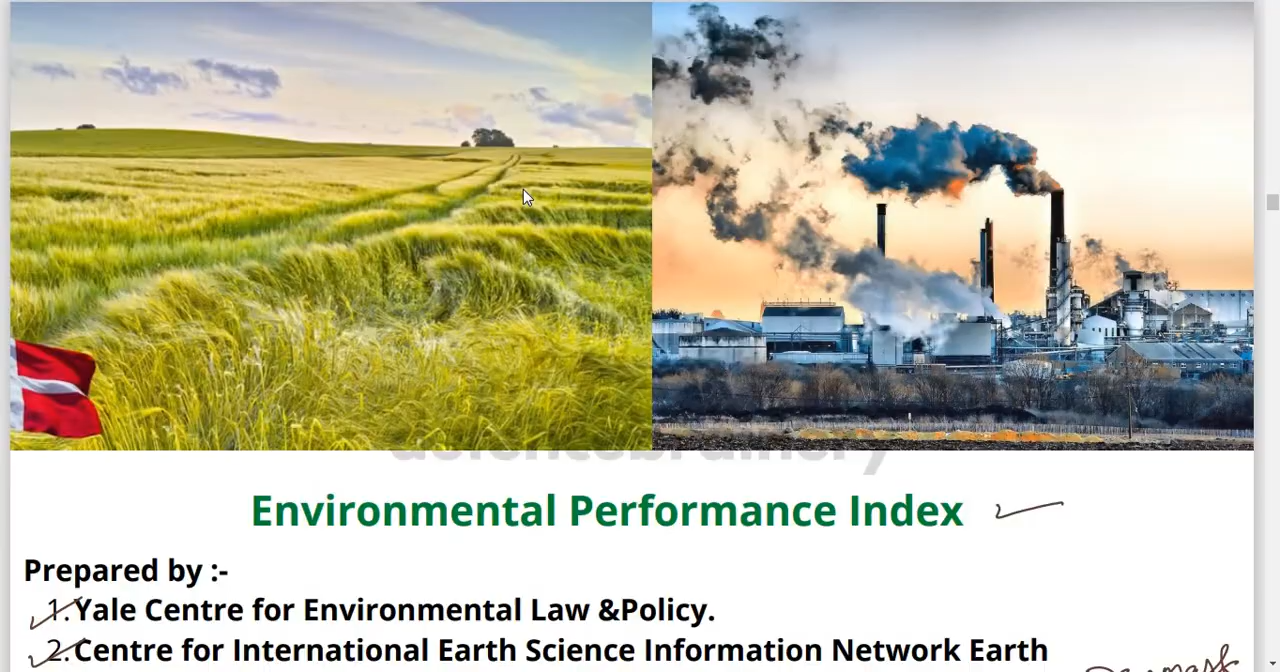 Environmental Performance Index
Prepared by :-
1.Yale Centre for Environmental Law &Policy.
2.Centre for International Earth Science Information Network Earth